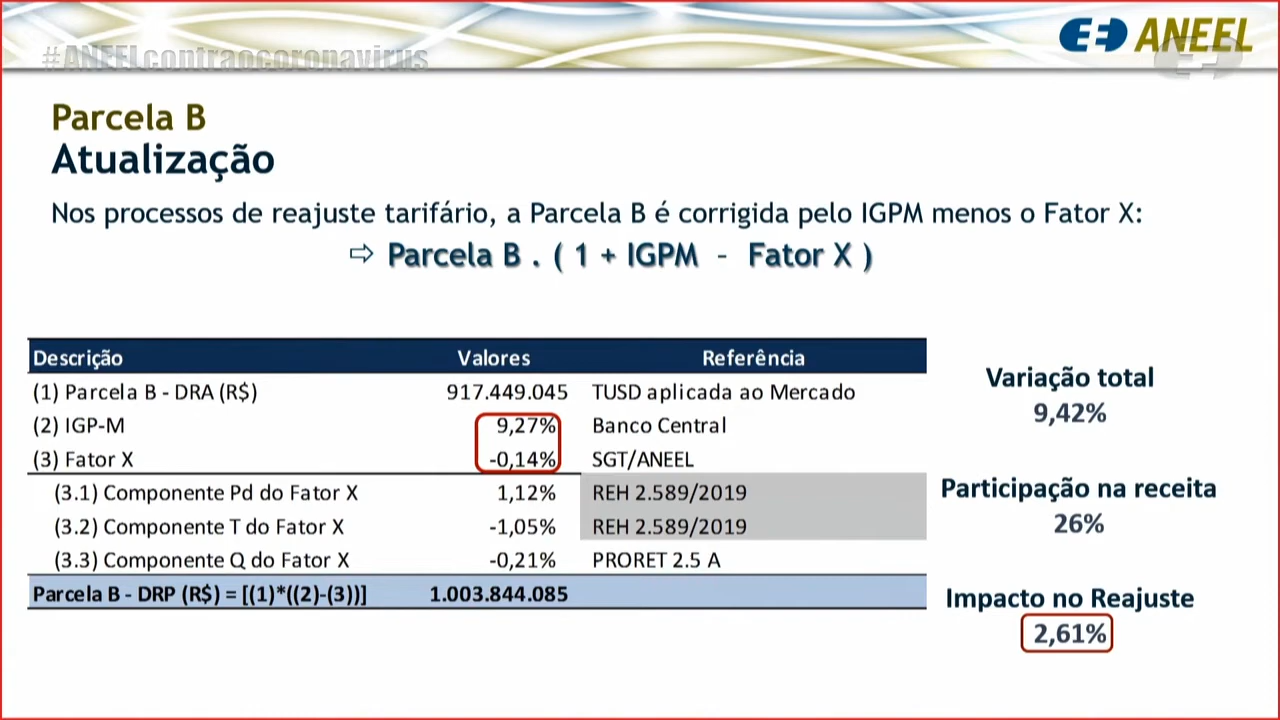 ANEEL
#ANEELcontraocoronavirus
Parcela B
Atualização
Nos processos de reajuste tarifário, a Parcela B é corrigida pelo IGPM menos o Fator X:
⇨ Parcela B . ( 1 + IGPM - Fator X )
Descrição Valores Referência
(1) Parcela B - DRA (R$) 917.449.045 TUSD aplicada ao Mercado
(2) IGP-M 9,27% Banco Central
(3) Fator X -0,14% SGT/ANEEL
(3.1) Componente Pd do Fator X 1,12% REH 2.589/2019
(3.2) Componente T do Fator X -1,05% REH 2.589/2019
(3.3) Componente Q do Fator X -0,21% PRORET 2.5 A
Parcela B - DRP (R$) = [(1)*((2)-(3))] 1.003.844.085
Variação total
9,42%
Participação na receita
26%
Impacto no Reajuste
2,61%